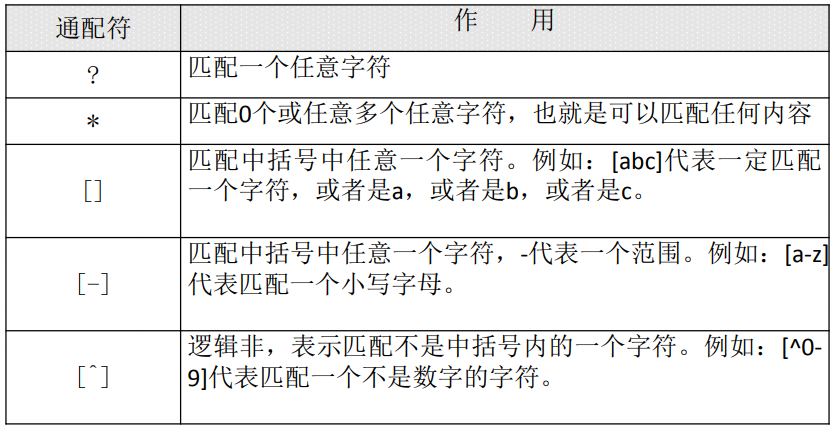 通配符
作 用
?
匹配一个任意字符
*
匹配0个或任意多个任意字符，也就是可以匹配任何内容
[]
匹配中括号中任意一个字符。例如：[abc]代表一定匹配
一个字符，或者是a，或者是b，或者是c。
[-]
匹配中括号中任意一个字符，-代表一个范围。例如：[a-z]
代表匹配一个小写字母。
[^]
逻辑非，表示匹配不是中括号内的一个字符。例如：[^0-
9]代表匹配一个不是数字的字符。